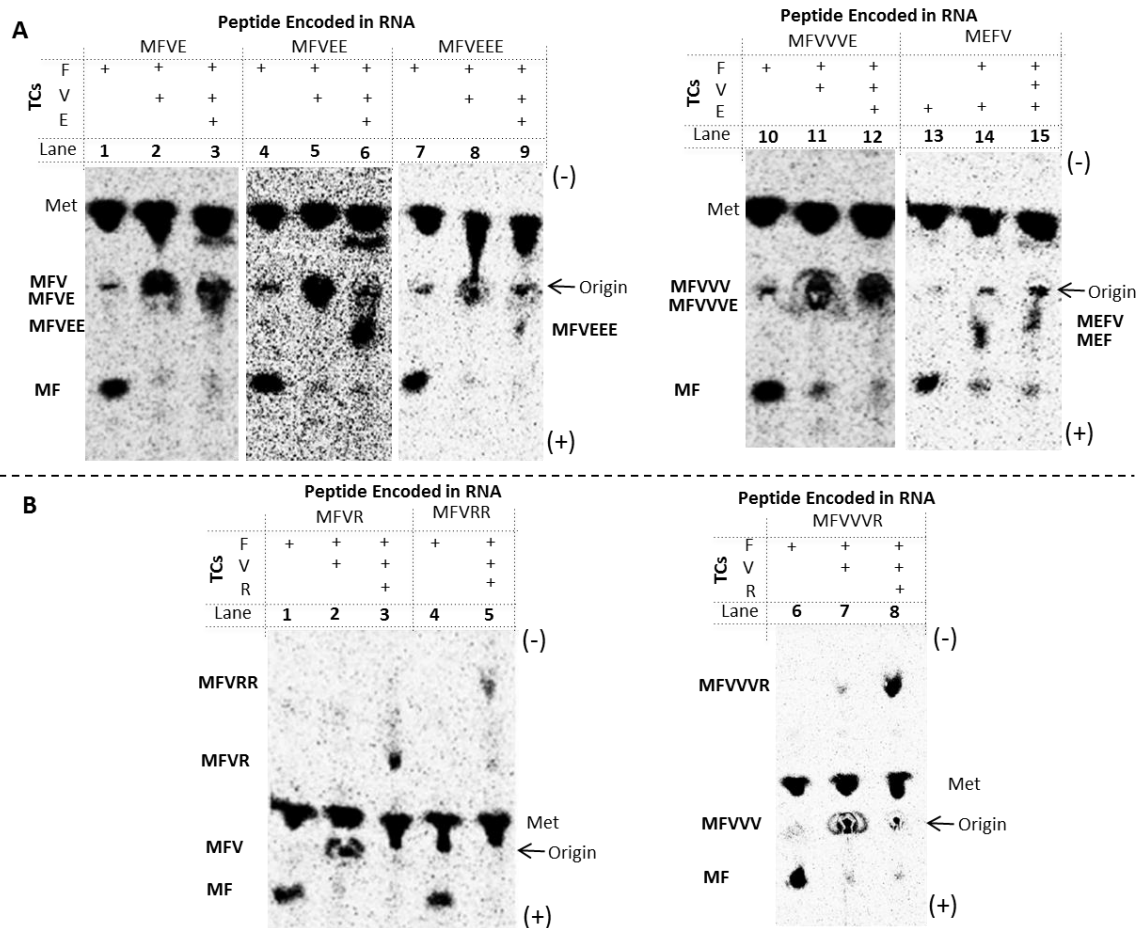 A
Peptide Encoded in RNA
MFVE MFVEE MFVEEE
TCs
F + + + + + + + + +
V + + + + + +
E + + +
Lane 1 2 3 4 5 6 7 8 9
(-)
Met
MFV
MFVE
Origin
MFVEE
MFVEEE
MF
(+)
Peptide Encoded in RNA
MFVVVE MEFV
TCs
F + + + + +
V + + +
E + + + +
Lane 10 11 12 13 14 15
(-)
Met
MFVVV
MFVVVE
Origin
MEFV
MEF
MF
(+)
B
Peptide Encoded in RNA
MFVR MFVRR
TCs
F + + + + +
V + + +
R + +
Lane 1 2 3 4 5
(-)
MFVRR
MFVR
Met
MFV
Origin
MF
(+)
Peptide Encoded in RNA
MFVVVR
TCs
F + + +
V + +
R +
Lane 6 7 8
(-)
MFVVVR
Met
MFVVV
Origin
MF
(+)